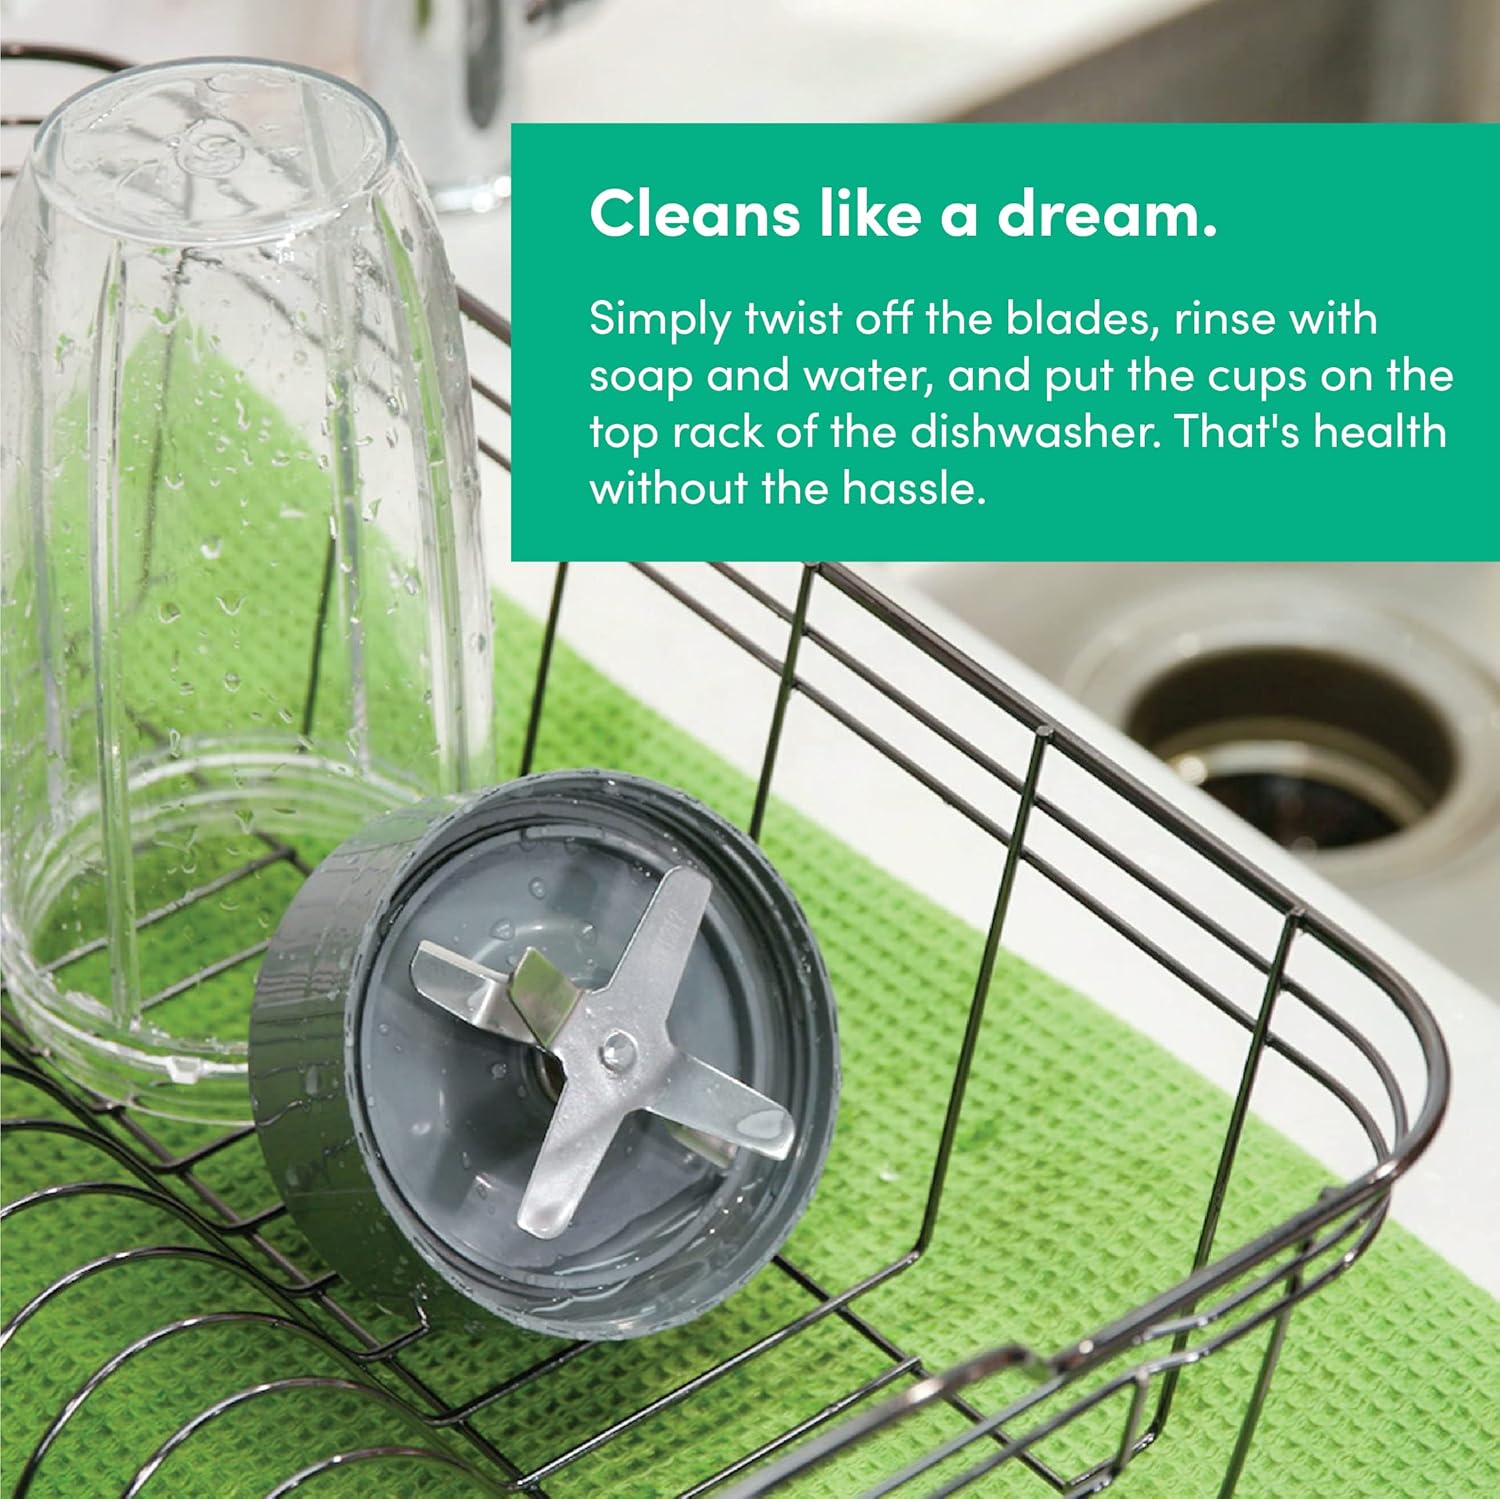 Cleans like a dream.
Simply twist off the blades, rinse with
soap and water, and put the cups on the
top rack of the dishwasher. That's health
without the hassle.